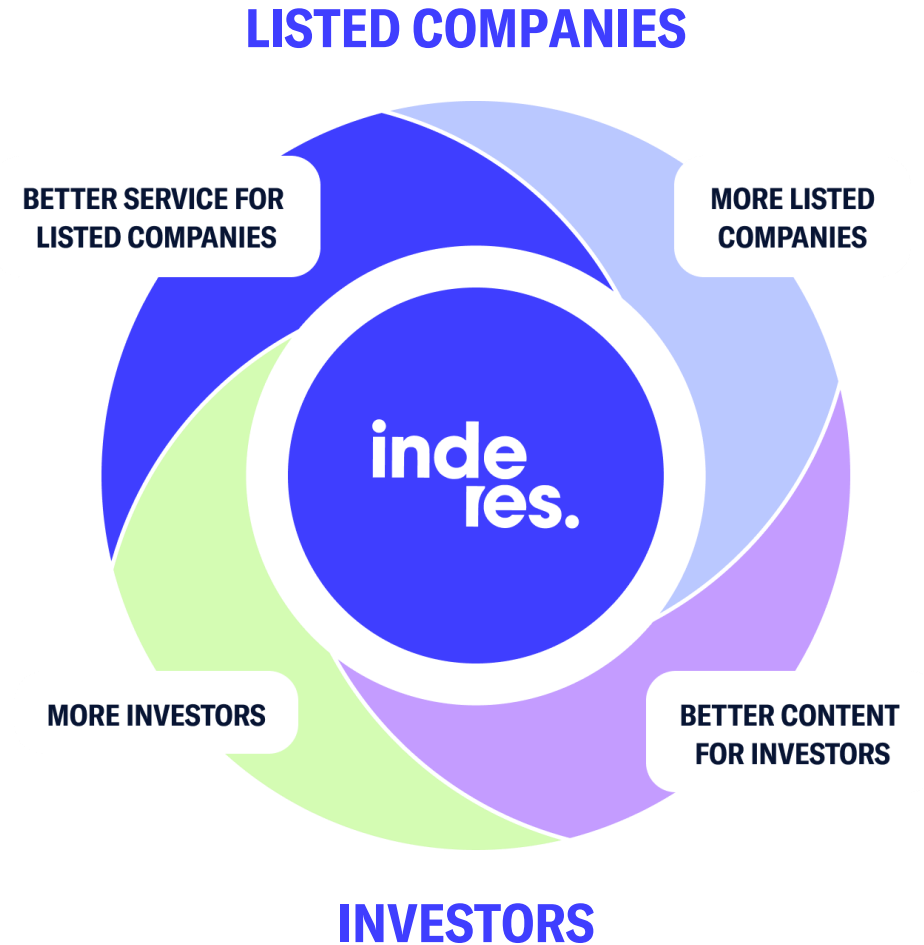 LISTED COMPANIES
BETTER SERVICE FOR
LISTED COMPANIES
MORE LISTED
COMPANIES
inde
res.
MORE INVESTORS
BETTER CONTENT
FOR INVESTORS
INVESTORS